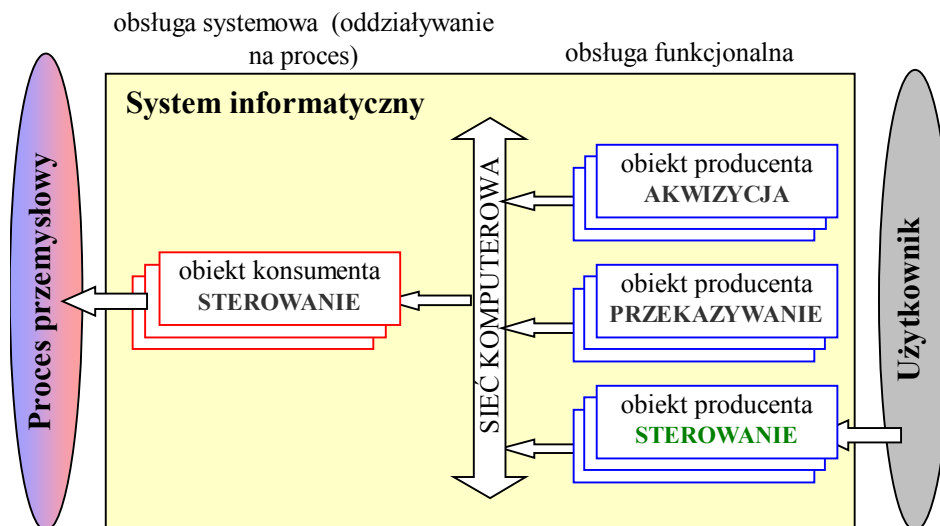 obsługa systemowa (oddziaływanie
na proces)
obsługa funkcjonalna
System informatyczny
Proces przemysłowy
obiekt konsumenta
STEROWANIE
SIEĆ KOMPUTEROWA
obiekt producenta
AKWIZYCJA
obiekt producenta
PRZEKAZYWANIE
obiekt producenta
STEROWANIE
Użytkownik